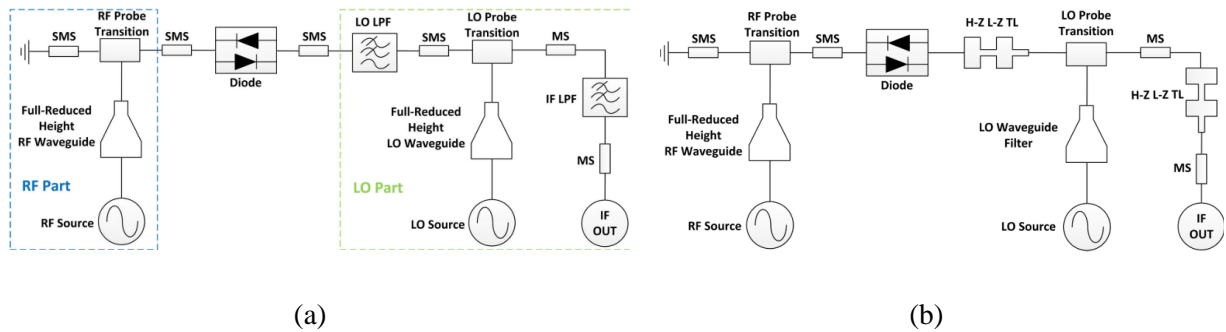 RF Probe
Transition
SMS
SMS
Diode
SMS
LO LPF
SMS
LO Probe
Transition
MS
IF LPF
MS
IF
OUT
Full-Reduced
Height
RF Waveguide
RF Part
RF Source
Full-Reduced
Height
LO Waveguide
LO Part
LO Source
(a)
RF Probe
Transition
SMS
SMS
Diode
H-Z L-Z TL
LO Probe
Transition
MS
H-Z L-Z TL
MS
IF
OUT
Full-Reduced
Height
RF Waveguide
RF Source
LO Waveguide
Filter
LO Source
(b)